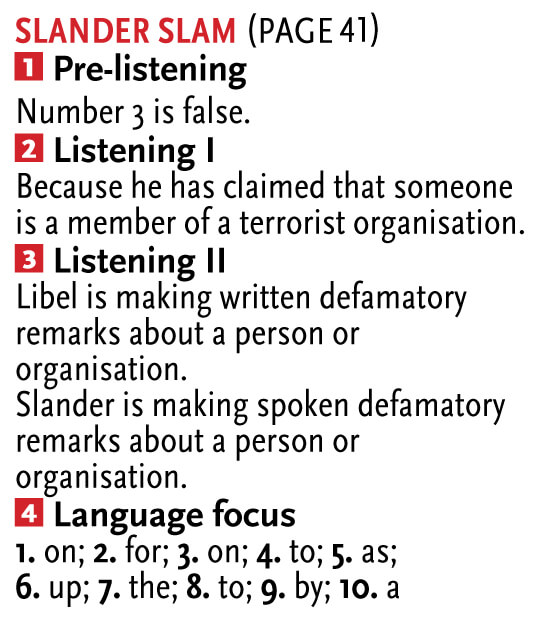 SLANDER SLAM (PAGE 41)
1 Pre-listening
Number 3 is false.
2 Listening I
Because he has claimed that someone
is a member of a terrorist organisation.
3 Listening II
Libel is making written defamatory
remarks about a person or
organisation.
Slander is making spoken defamatory
remarks about a person or
organisation.
4 Language focus
1. on; 2. for; 3. on; 4. to; 5. as;
6. up; 7. the; 8. to; 9. by; 10. a